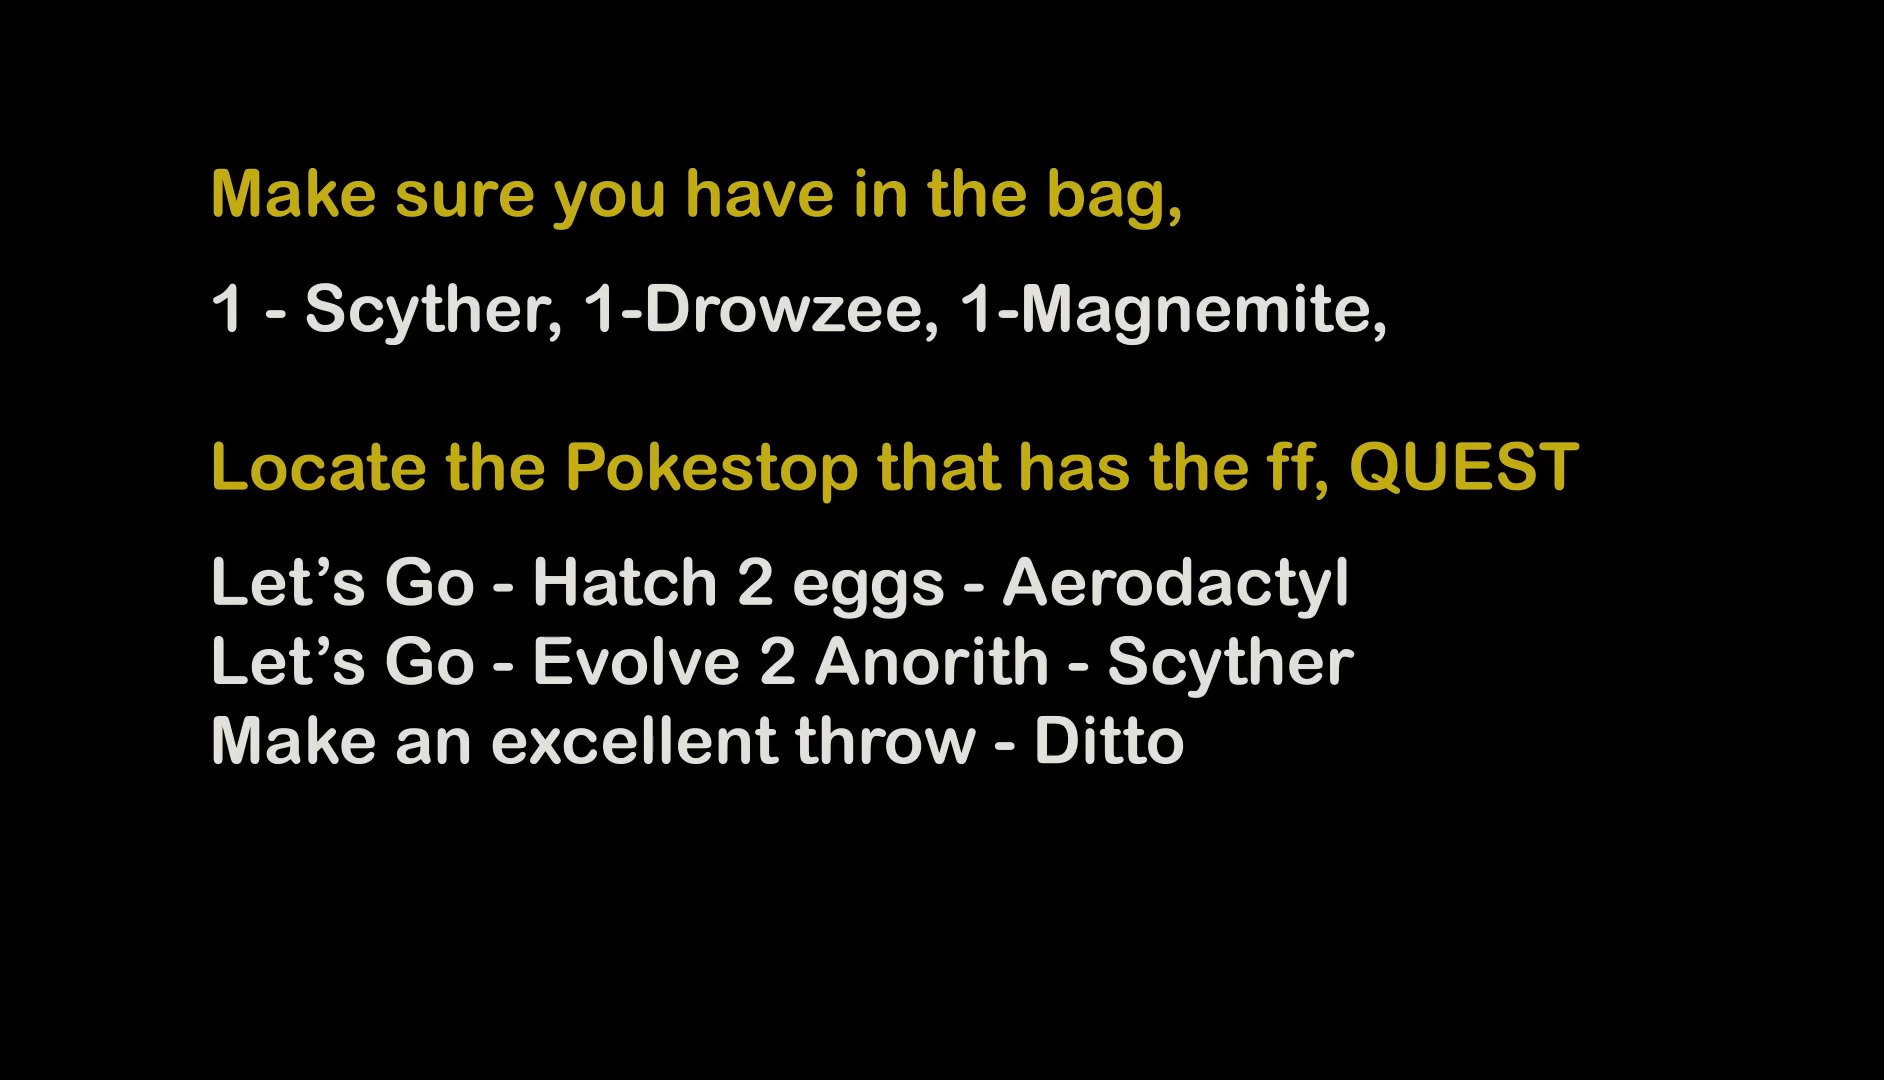 Make sure you have in the bag,
1 - Scyther, 1-Drowzee, 1-Magnemite,
Locate the Pokestop that has the ff, QUEST
Let’s Go - Hatch 2 eggs - Aerodactyl
Let’s Go - Evolve 2 Anorith - Scyther
Make an excellent throw - Ditto